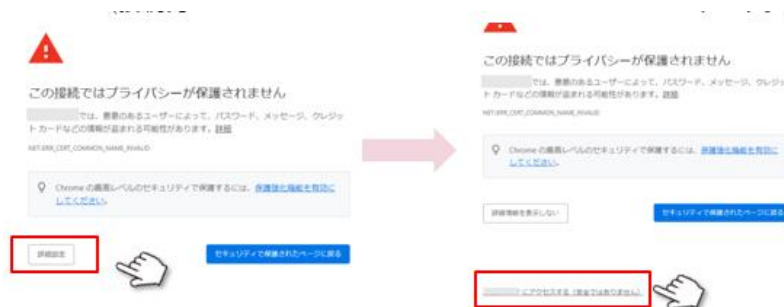 この接続ではプライバシーが保護されません
では、悪意のあるユーザーによって、パスワード、メッセージ、クレジッ
ト カードなどの情報が盗まれる可能性があります。詳細
NET::ERR_CERT_COMMON_NAME_INVALID
Chrome の最高レベルのセキュリティで保護するには、保護強化機能を有効に
してください。
詳細設定
セキュリティで保護されたページに戻る
この接続ではプライバシーが保護されません
では、悪意のあるユーザーによって、パスワード、メッセージ、クレジッ
ト カードなどの情報が盗まれる可能性があります。詳細
NET::ERR_CERT_COMMON_NAME_INVALID
Chrome の最高レベルのセキュリティで保護するには、保護強化機能を有効に
してください。
詳細情報を表示しない
セキュリティで保護されたページに戻る
にアクセスする（安全ではありません）